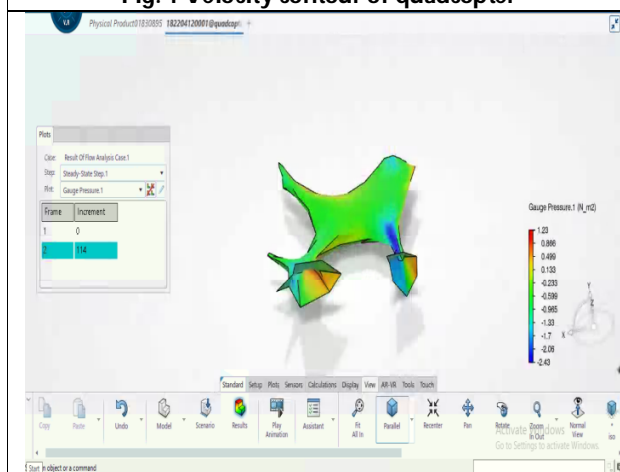 Fig. 1 Velocity contour of quadcopter
V.R
Physical Product01830895 182204120001@quadcop
Plots
Case: Result Of Flow Analysis Case.1
Step: Steady-State Step.1
Plot: Gauge Pressure.1
Frame Increment
1 0
2 114
Gauge Pressure.1 (N_m2)
1.23
0.866
0.499
0.133
-0.233
-0.599
-0.965
-1.33
-1.7
-2.06
-2.43
Y
Z
X
Standard Setup Plots Sensors Calculations Display View AR-VR Tools Touch
Copy Paste Undo Model Scenario Results Play Animation Assistant Fit All In Parallel Recenter Pan Rotate Zoom In Out Normal View Iso
Activate Windows
Go to Settings to activate Windows.
Start n object or a command